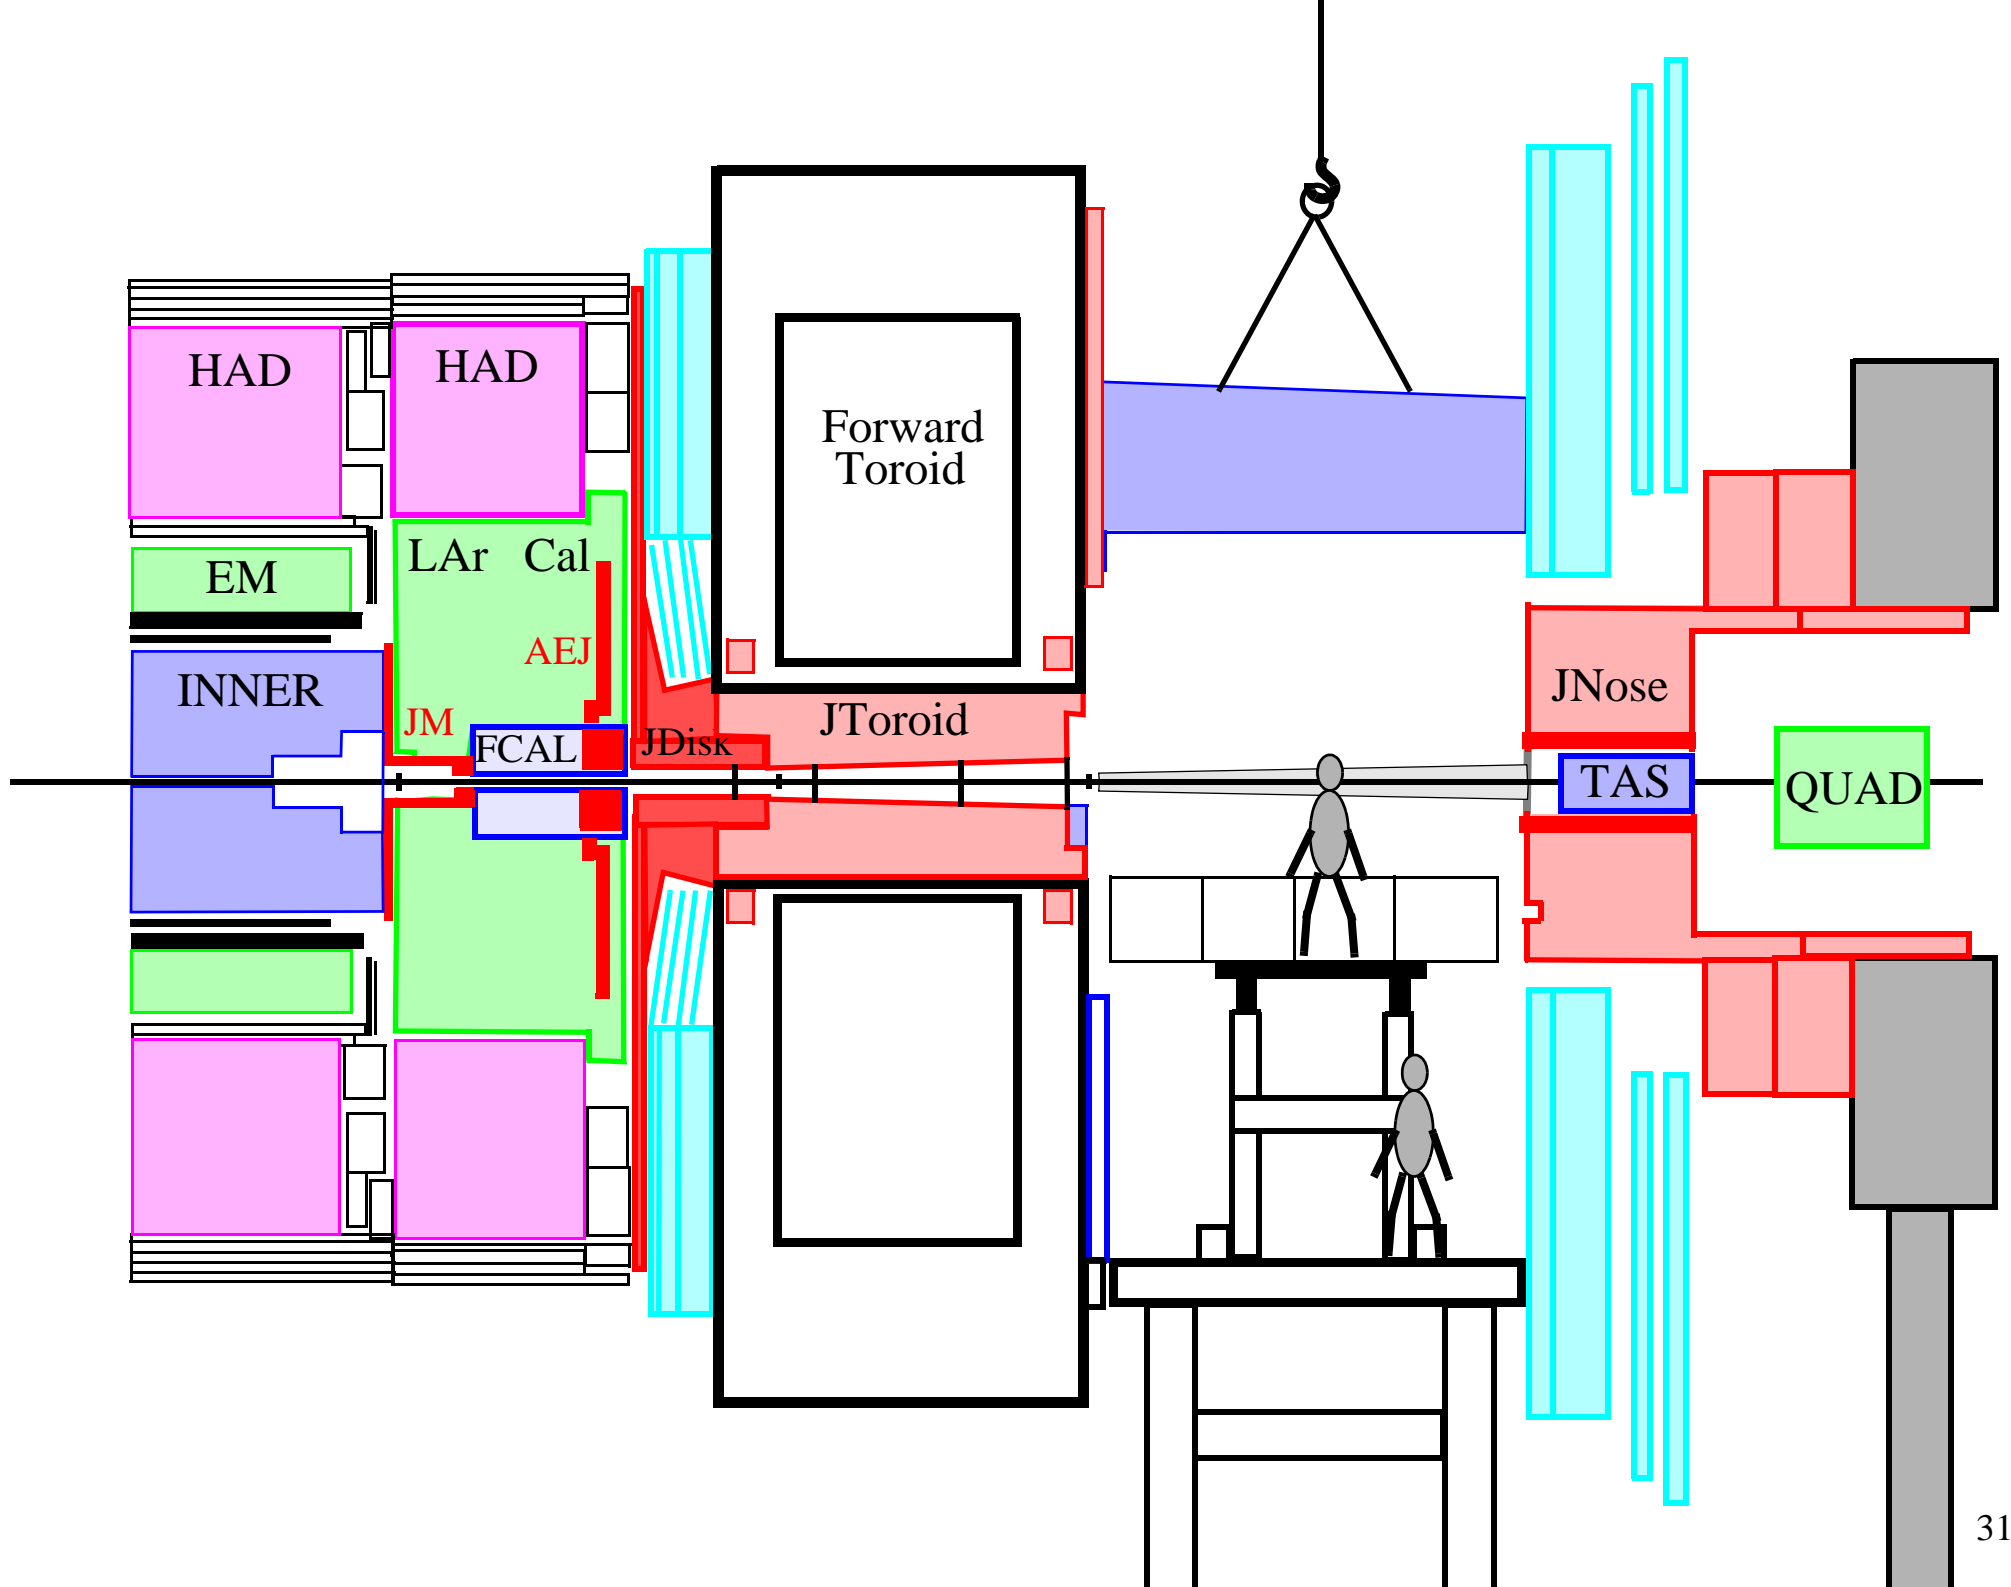 HAD
HAD
Forward
Toroid
LAr Cal
EM
AEJ
INNER
JNose
JM
JToroid
FCAL
JDisk
TAS
QUAD
31